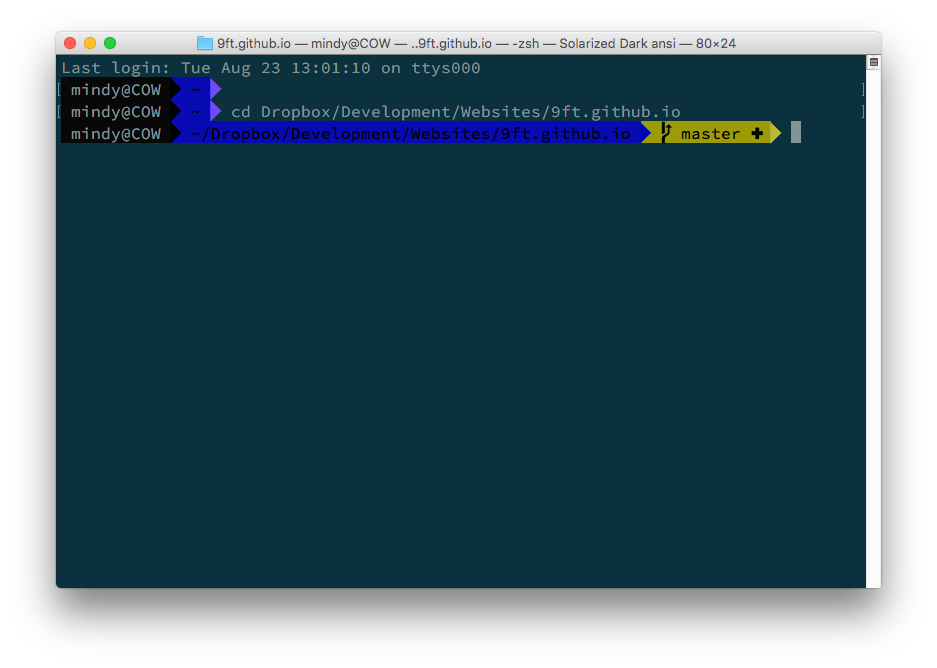 9ft.github.io — mindy@COW — ..9ft.github.io — -zsh — Solarized Dark ansi — 80×24
Last login: Tue Aug 23 13:01:10 on ttys000
[ mindy@COW ~ ]
[ mindy@COW ~ cd Dropbox/Development/Websites/9ft.github.io ]
mindy@COW ~/Dropbox/Development/Websites/9ft.github.io master ✚